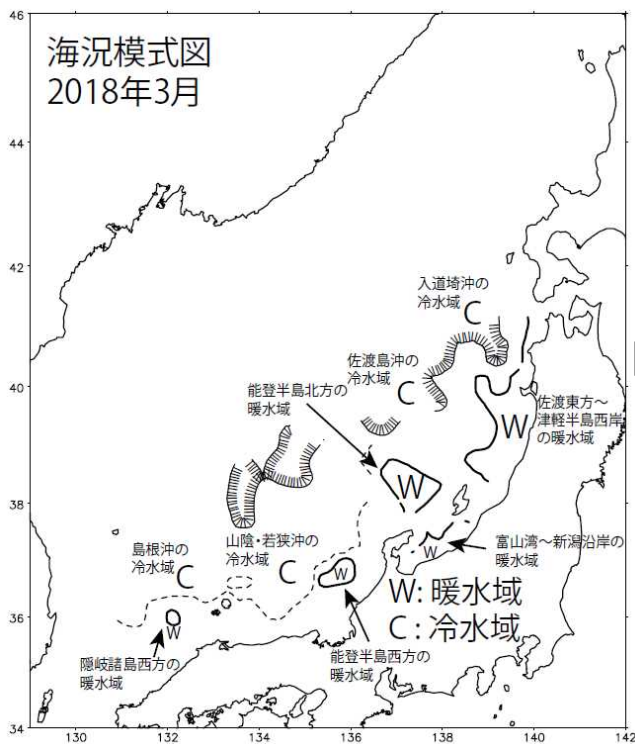 46
海況模式図
2018年3月
44
42
入道埼沖の
冷水域
C
佐渡島沖の
冷水域
C
40
能登半島北方の
暖水域
W
佐渡東方～
津軽半島西岸
の暖水域
W
38
島根沖の
冷水域
C
山陰・若狭沖の
冷水域
C
W
富山湾～新潟沿岸の
暖水域
W
W: 暖水域
C : 冷水域
36
W
隠岐諸島西方の
暖水域
能登半島西方の
暖水域
34
130 132 134 136 138 140 142